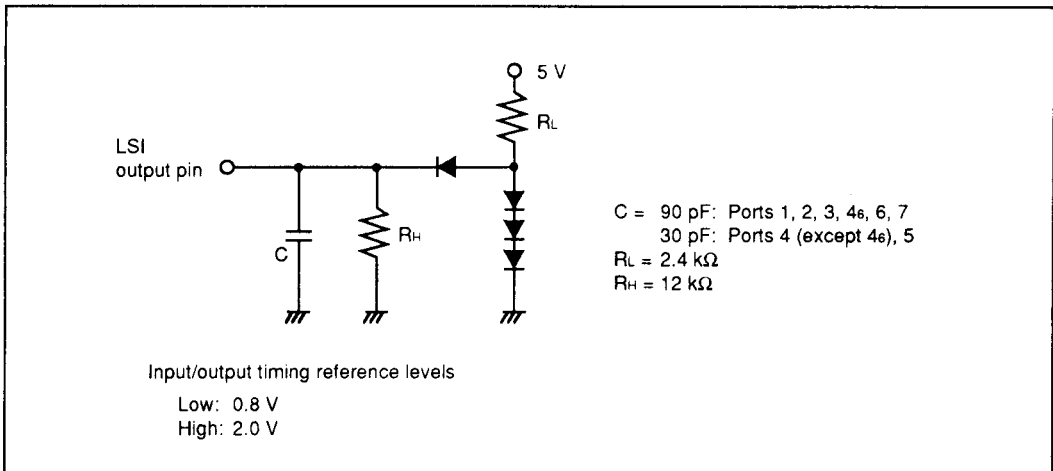 5 V
RL
LSI
output pin
C
RH
C = 90 pF: Ports 1, 2, 3, 46, 6, 7
30 pF: Ports 4 (except 46), 5
RL = 2.4 kΩ
RH = 12 kΩ
Input/output timing reference levels
Low: 0.8 V
High: 2.0 V